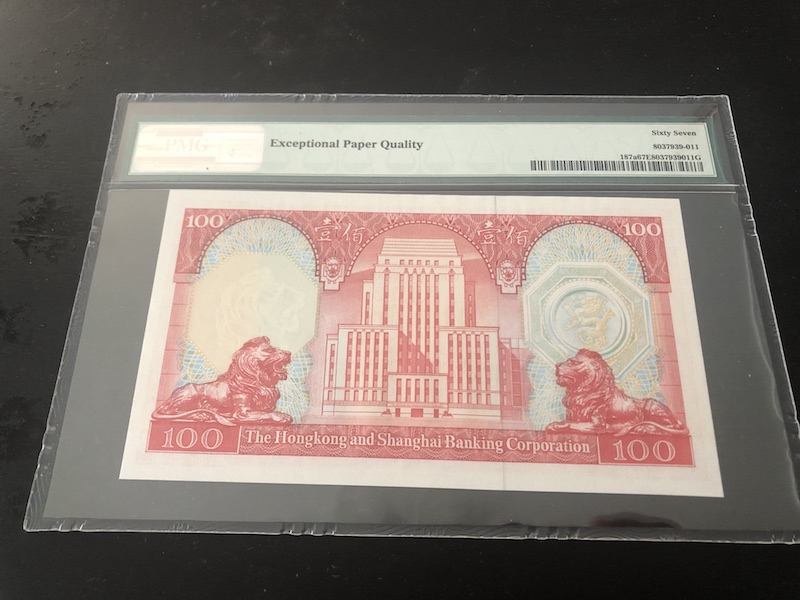 PMG
Exceptional Paper Quality
Sixty Seven
8037939-011
187a67E8037939011G
100 壹佰 壹佰 100
100 The Hongkong and Shanghai Banking Corporation 100